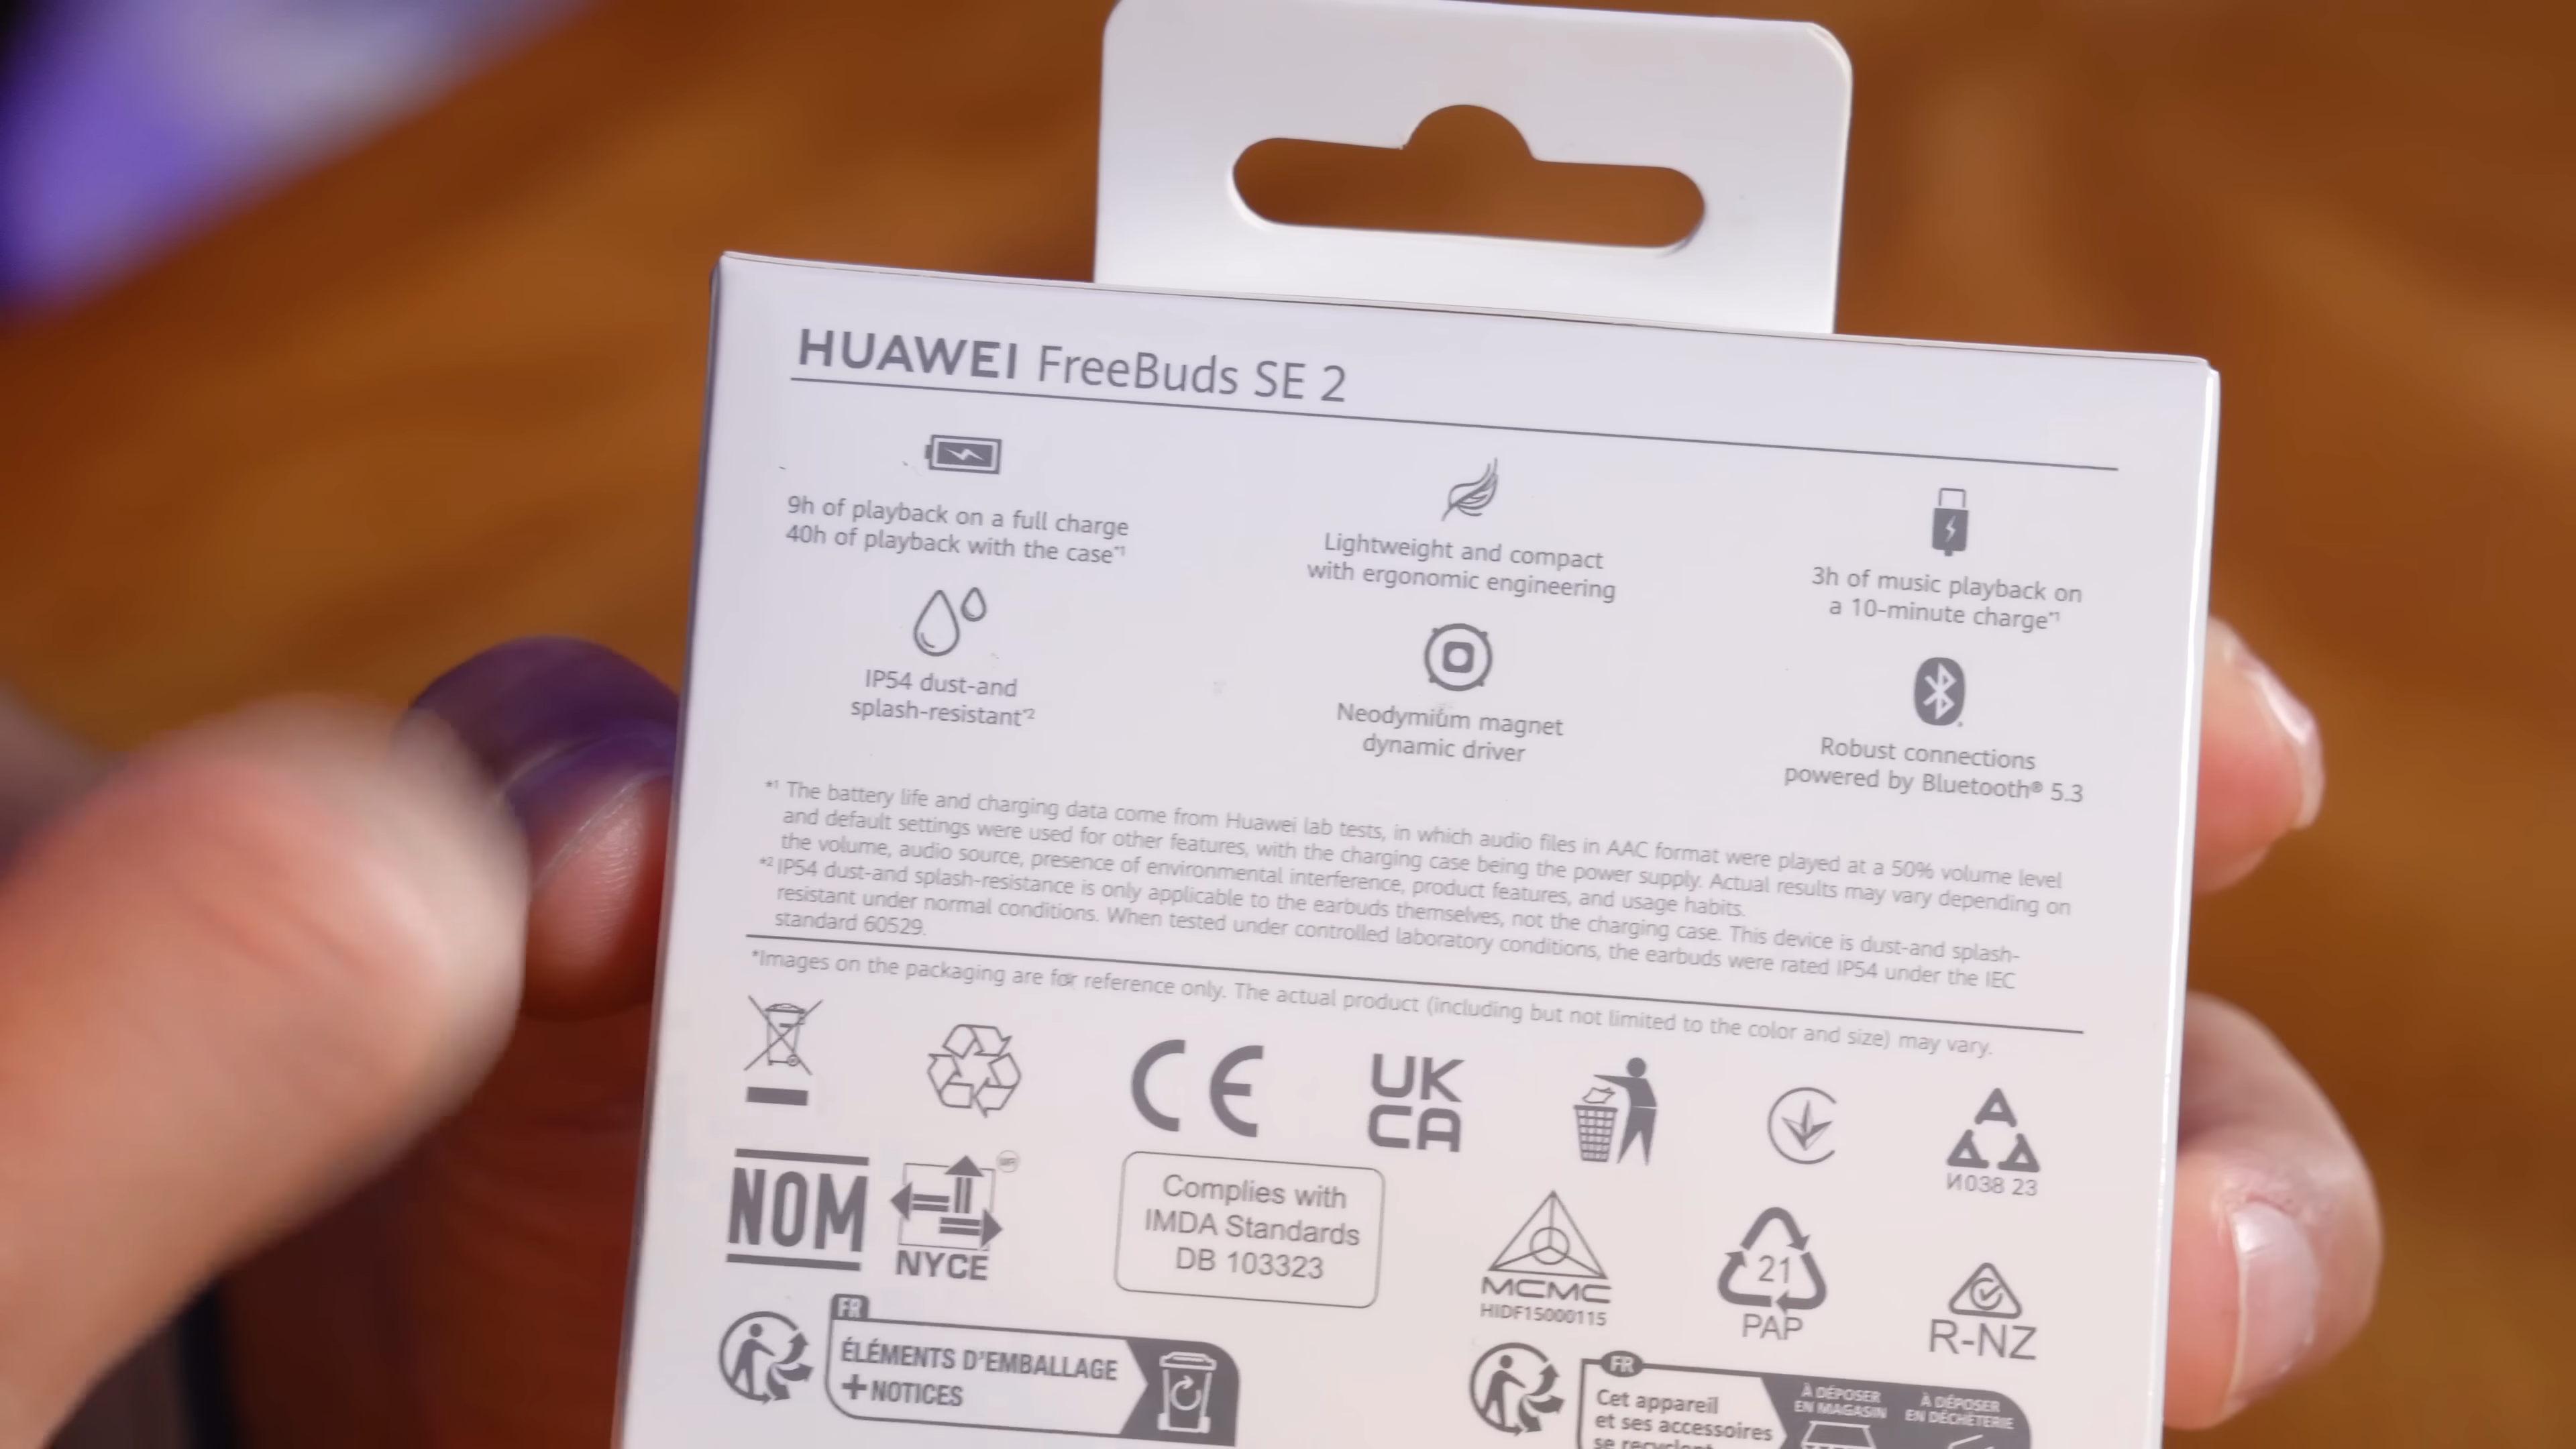 HUAWEI FreeBuds SE 2
9h of playback on a full charge
40h of playback with the case*1
Lightweight and compact
with ergonomic engineering
3h of music playback on
a 10-minute charge*1
IP54 dust-and
splash-resistant*2
Neodymium magnet
dynamic driver
Robust connections
powered by Bluetooth® 5.3
*1 The battery life and charging data come from Huawei lab tests, in which audio files in AAC format were played at a 50% volume level
and default settings were used for other features, with the charging case being the power supply. Actual results may vary depending on
the volume, audio source, presence of environmental interference, product features, and usage habits.
*2 IP54 dust-and splash-resistance is only applicable to the earbuds themselves, not the charging case. This device is dust-and splash-
resistant under normal conditions. When tested under controlled laboratory conditions, the earbuds were rated IP54 under the IEC
standard 60529.
*Images on the packaging are for reference only. The actual product (including but not limited to the color and size) may vary.
CE
UK
CA
И038 23
NOM
NYCE
Complies with
IMDA Standards
DB 103323
MCMC
HIDF15000115
21
PAP
R-NZ
FR
ÉLÉMENTS D'EMBALLAGE
+ NOTICES
FR
Cet appareil
et ses accessoires
se recyclent
À DÉPOSER
EN MAGASIN
À DÉPOSER
EN DÉCHÈTERIE